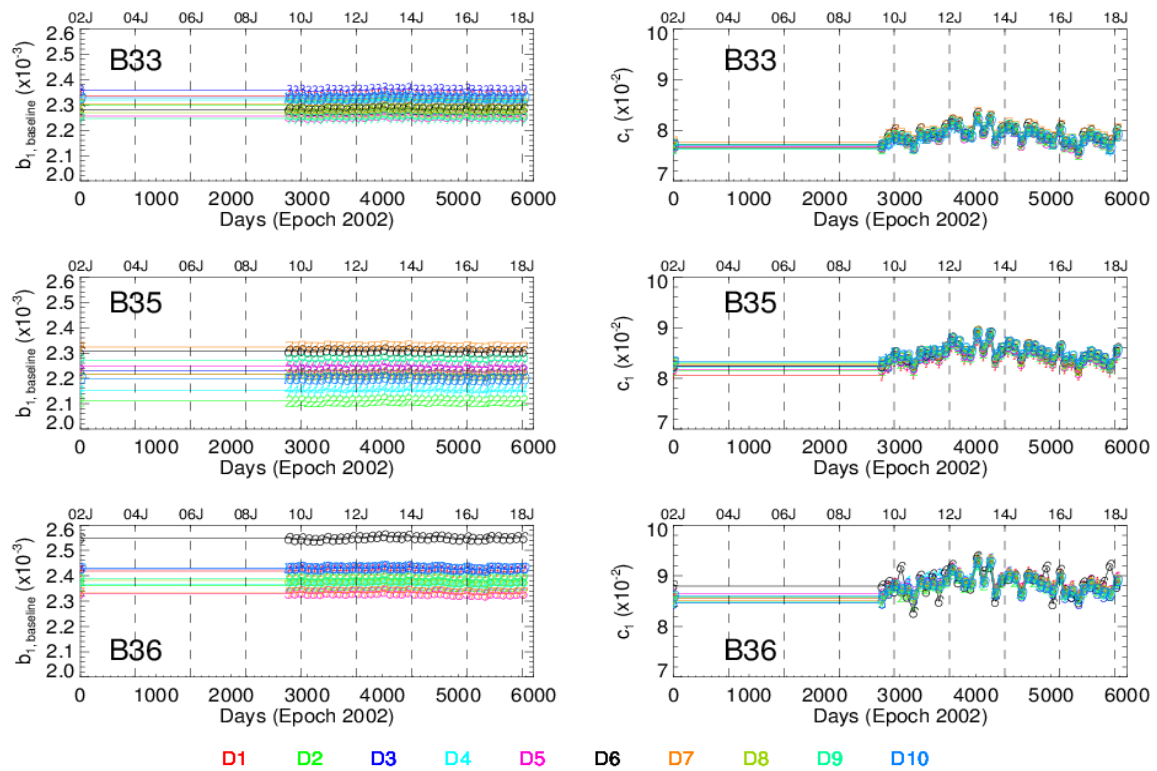 02J 04J 06J 08J 10J 12J 14J 16J 18J
02J 04J 06J 08J 10J 12J 14J 16J 18J
B33
B33
b1, baseline (x10-3)
2.6
2.5
2.4
2.3
2.2
2.1
2.0
c1 (x10-2)
10
9
8
7
0 1000 2000 3000 4000 5000 6000
0 1000 2000 3000 4000 5000 6000
Days (Epoch 2002)
Days (Epoch 2002)
02J 04J 06J 08J 10J 12J 14J 16J 18J
02J 04J 06J 08J 10J 12J 14J 16J 18J
B35
B35
b1, baseline (x10-3)
2.6
2.5
2.4
2.3
2.2
2.1
2.0
c1 (x10-2)
10
9
8
7
0 1000 2000 3000 4000 5000 6000
0 1000 2000 3000 4000 5000 6000
Days (Epoch 2002)
Days (Epoch 2002)
02J 04J 06J 08J 10J 12J 14J 16J 18J
02J 04J 06J 08J 10J 12J 14J 16J 18J
b1, baseline (x10-3)
2.6
2.5
2.4
2.3
2.2
2.1
2.0
c1 (x10-2)
10
9
8
7
B36
B36
0 1000 2000 3000 4000 5000 6000
0 1000 2000 3000 4000 5000 6000
Days (Epoch 2002)
Days (Epoch 2002)
D1 D2 D3 D4 D5 D6 D7 D8 D9 D10